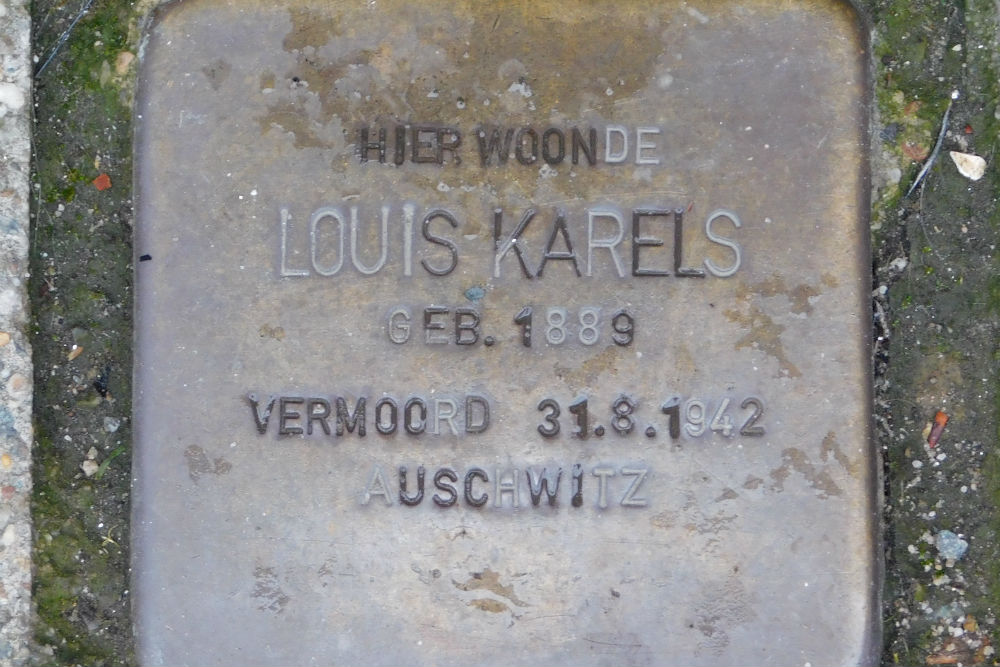 HIER WOONDE
LOUIS KARELS
GEB. 1889
VERMOORD 31.8.1942
AUSCHWITZ